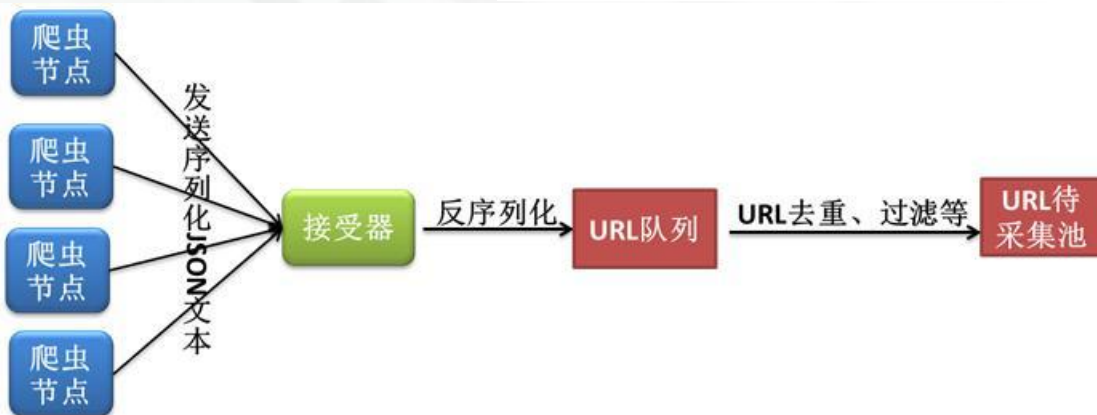 爬虫
节点
爬虫
节点
爬虫
节点
爬虫
节点
发送序列化JSON文本
接受器
反序列化
URL队列
URL去重、过滤等
URL待
采集池